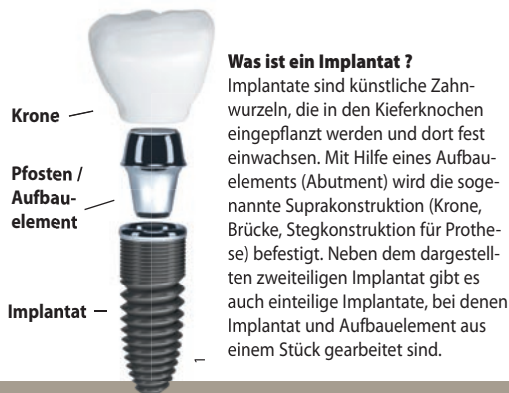 Krone
Pfosten /
Aufbau-
element
Implantat
Was ist ein Implantat ?
Implantate sind künstliche Zahn-
wurzeln, die in den Kieferknochen
eingepflanzt werden und dort fest
einwachsen. Mit Hilfe eines Aufbau-
elements (Abutment) wird die soge-
nannte Suprakonstruktion (Krone,
Brücke, Stegkonstruktion für Prothe-
se) befestigt. Neben dem dargestell-
ten zweiteiligen Implantat gibt es
auch einteilige Implantate, bei denen
Implantat und Aufbauelement aus
einem Stück gearbeitet sind.
1